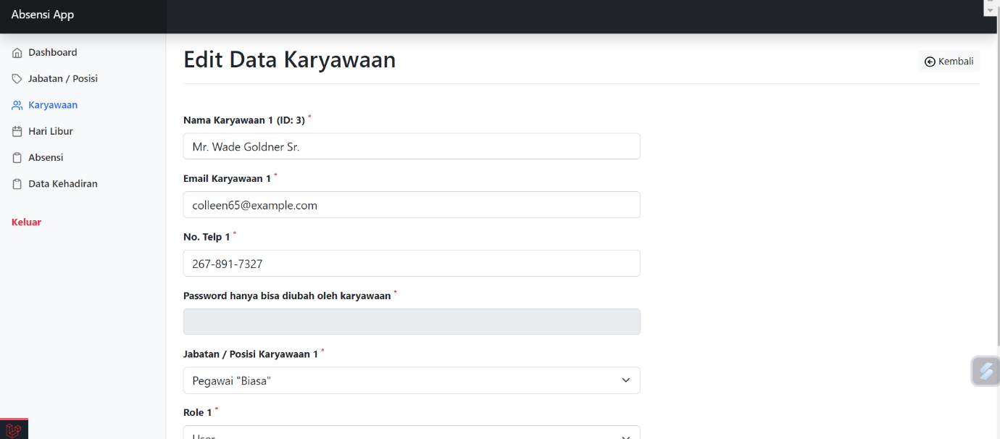 Absensi App
Dashboard
Jabatan / Posisi
Karyawaan
Hari Libur
Absensi
Data Kehadiran
Keluar
Edit Data Karyawaan
Kembali
Nama Karyawaan 1 (ID: 3) *
Mr. Wade Goldner Sr.
Email Karyawaan 1 *
colleen65@example.com
No. Telp 1 *
267-891-7327
Password hanya bisa diubah oleh karyawaan *
Jabatan / Posisi Karyawaan 1 *
Pegawai "Biasa"
Role 1 *
User